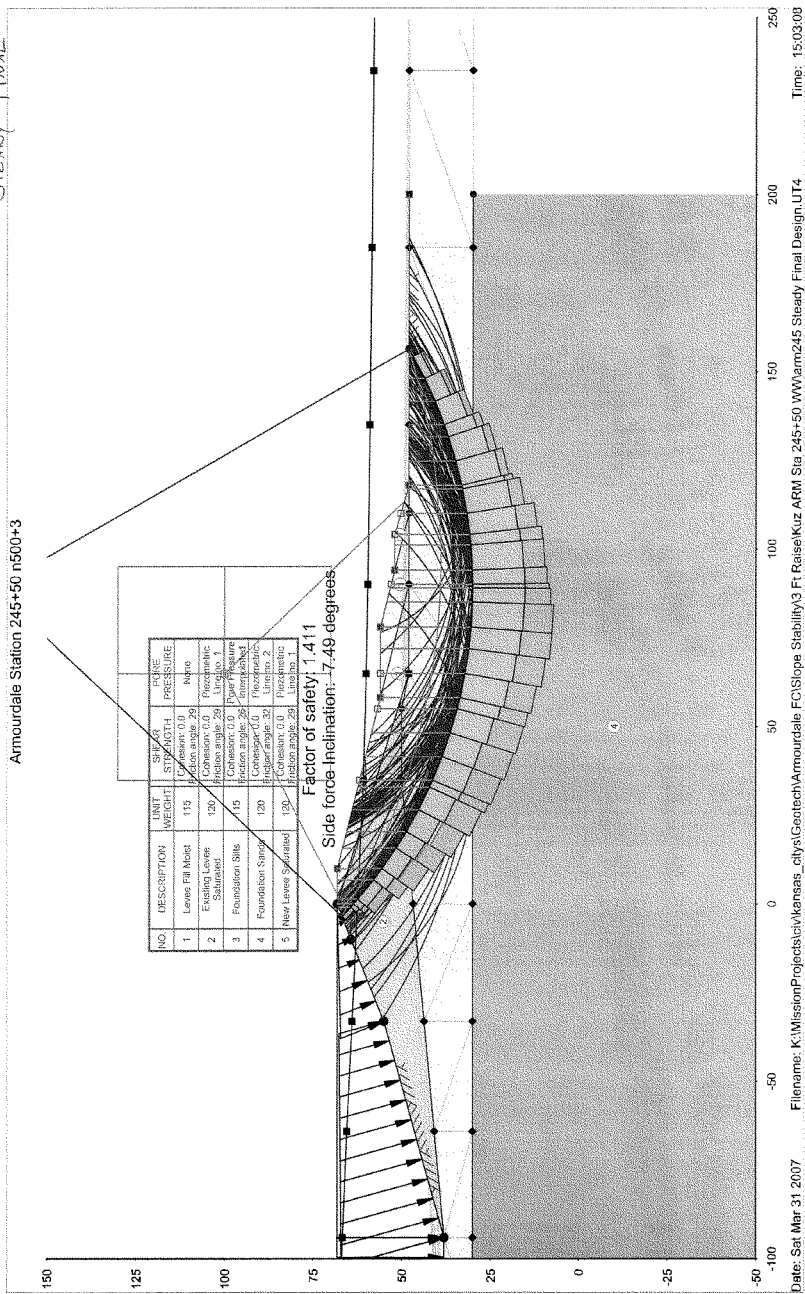 Armourdale Station 245+50 n500+3
NO. DESCRIPTION UNIT WEIGHT SHEAR STRENGTH PORE PRESSURE
1 Levee Fill Moist 115 Cohesion: 0.0 Friction angle: 29 None
2 Existing Levee Saturated 120 Cohesion: 0.0 Friction angle: 29 Piezometric Line no. 1
3 Foundation Silts 115 Cohesion: 0.0 Friction angle: 26 Pore Pressure Interpolated
4 Foundation Sands 120 Cohesion: 0.0 Friction angle: 32 Piezometric Line no. 2
5 New Levee Saturated 120 Cohesion: 0.0 Friction angle: 29 Piezometric Line no. 1
Factor of safety: 1.411
Side force Inclination: -7.49 degrees
150
125
100
75
50
25
0
-25
-50
2
4
-100 -50 0 50 100 150 200 250
Date: Sat Mar 31 2007 Filename: K:\MissionProjects\civ\kansas_citys\Geotech\Armourdale FC\Slope Stability\3 Ft Raise\Kuz ARM Sta 245+50 WW\arm245 Steady Final Design.UT4 Time: 15:03:08